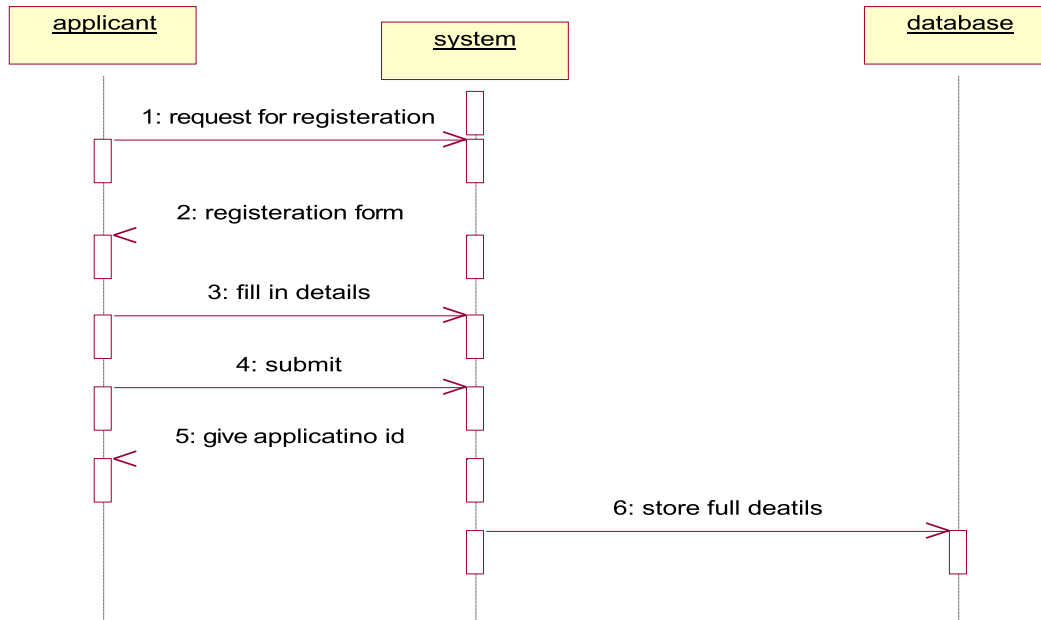 applicant
system
database
1: request for registeration
2: registeration form
3: fill in details
4: submit
5: give applicatino id
6: store full deatils